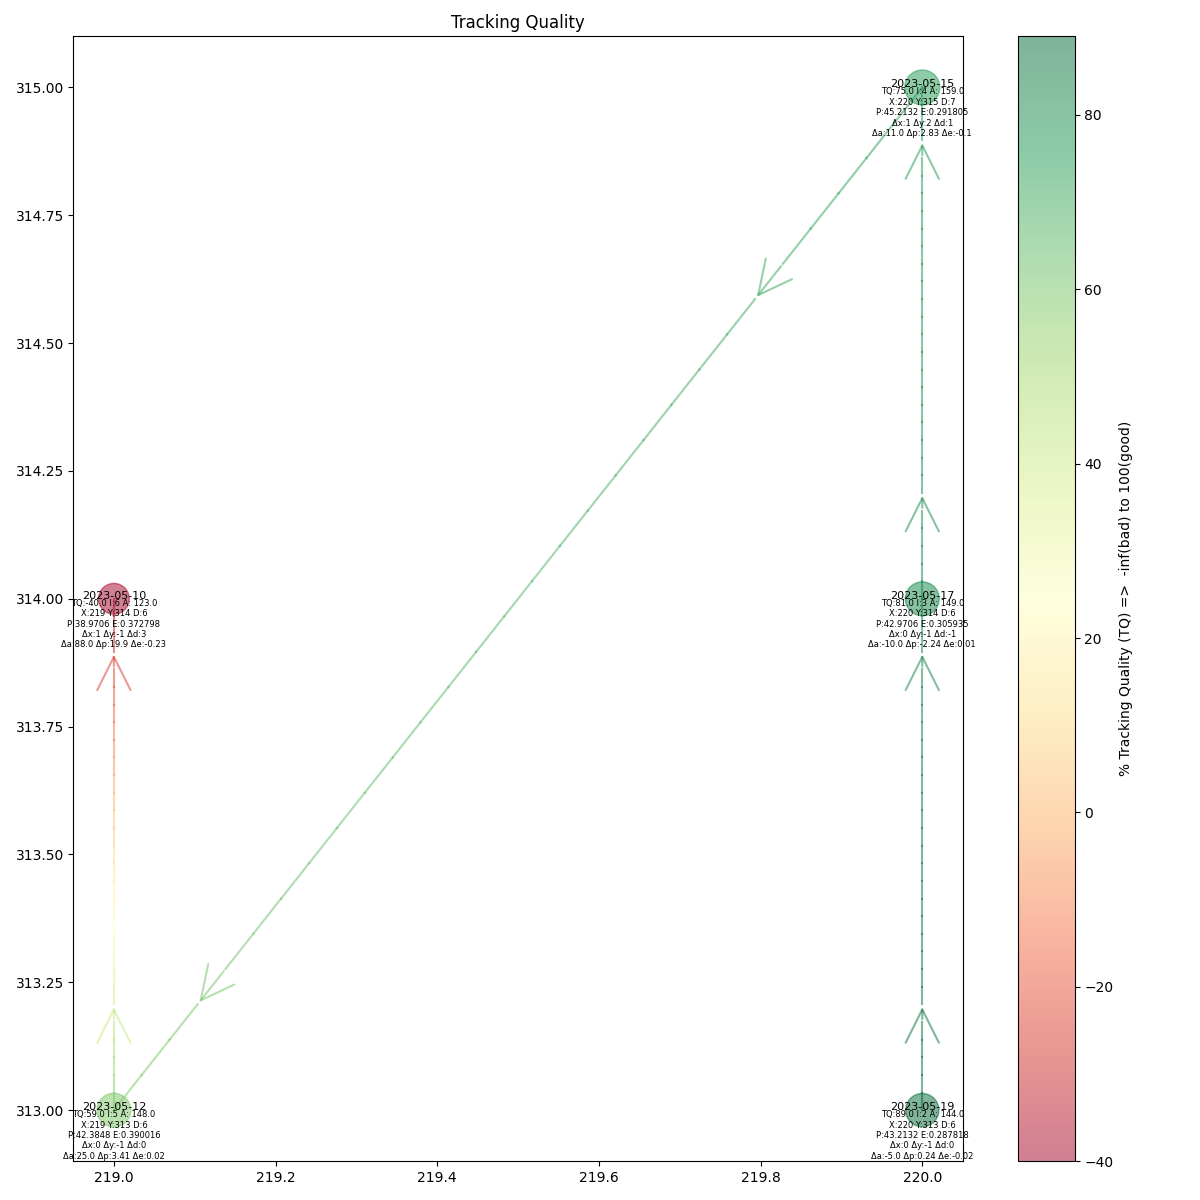 Tracking Quality
315.00
314.75
314.50
314.25
314.00
313.75
313.50
313.25
313.00
2023-05-15
TQ:75.0 I:4 A: 159.0
X:220 Y:315 D:7
P:45.2132 E:0.291805
Δx:1 Δy:2 Δd:1
Δa:11.0 Δp:2.83 Δe:-0.1
2023-05-10
TQ:-40.0 I:6 A: 123.0
X:219 Y:314 D:6
P:38.9706 E:0.372798
Δx:1 Δy:-1 Δd:3
Δa:88.0 Δp:19.9 Δe:-0.23
2023-05-17
TQ:81.0 I:3 A: 149.0
X:220 Y:314 D:6
P:42.9706 E:0.305935
Δx:0 Δy:-1 Δd:-1
Δa:-10.0 Δp:-2.24 Δe:0.01
2023-05-12
TQ:59.0 I:5 A: 148.0
X:219 Y:313 D:6
P:42.3848 E:0.390016
Δx:0 Δy:-1 Δd:0
Δa:25.0 Δp:3.41 Δe:0.02
2023-05-19
TQ:89.0 I:2 A: 144.0
X:220 Y:313 D:6
P:43.2132 E:0.287818
Δx:0 Δy:-1 Δd:0
Δa:-5.0 Δp:0.24 Δe:-0.02
219.0 219.2 219.4 219.6 219.8 220.0
80
60
40
20
0
−20
−40
% Tracking Quality (TQ) => -inf(bad) to 100(good)